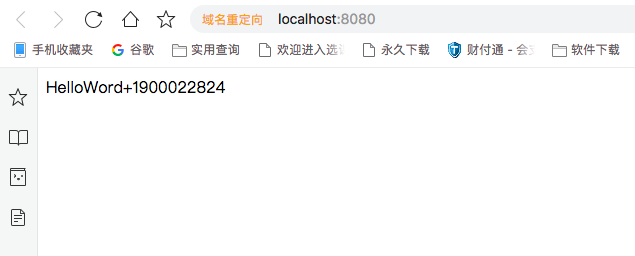 域名重定向 localhost:8080
手机收藏夹 谷歌 实用查询 欢迎进入选 永久下载 财付通 - 会 软件下载
HelloWord+1900022824